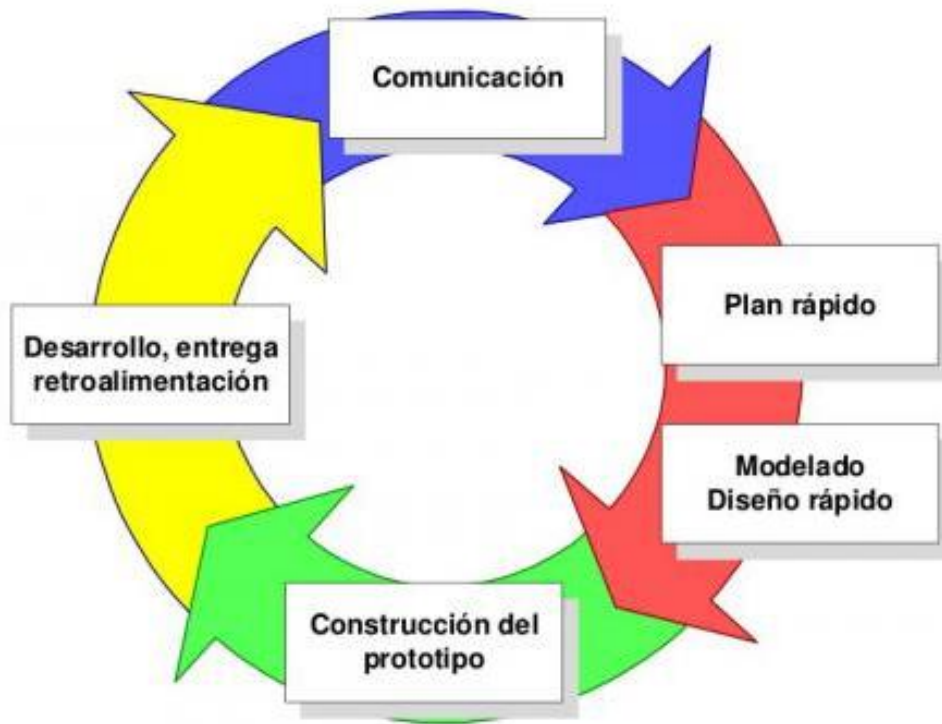 Comunicación
Plan rápido
Modelado
Diseño rápido
Construcción del
prototipo
Desarrollo, entrega
retroalimentación